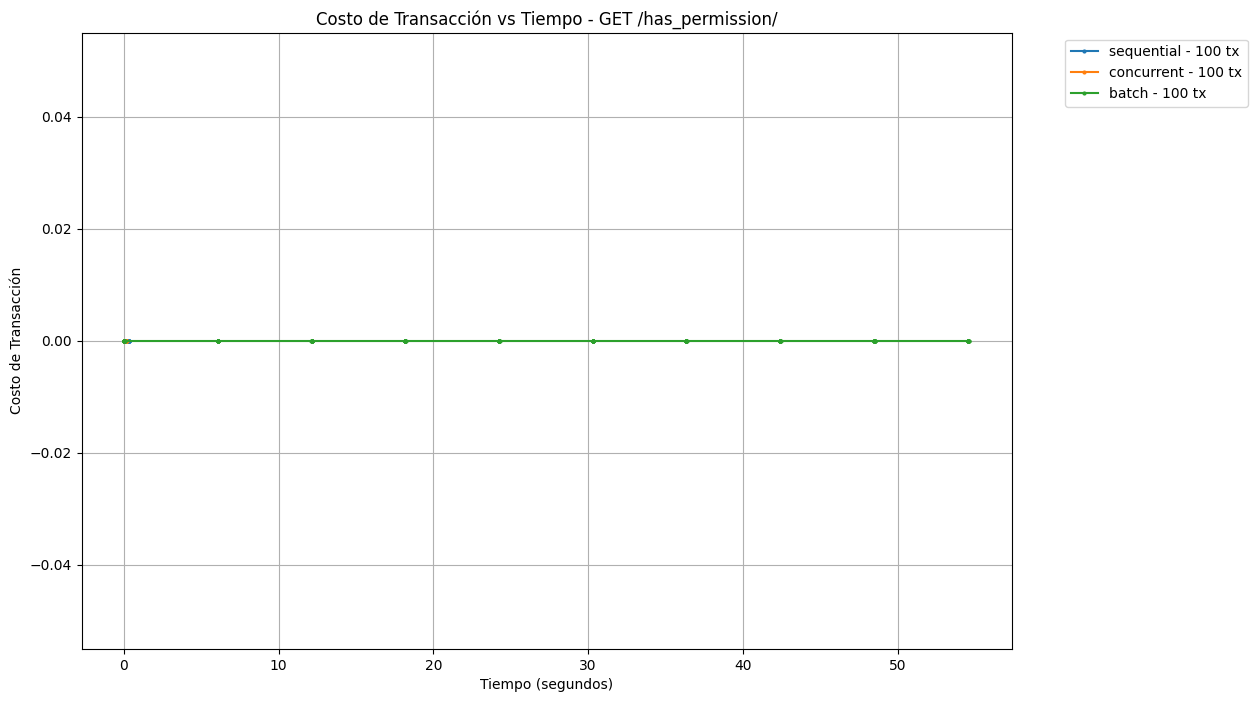 Costo de Transacción vs Tiempo - GET /has_permission/
sequential - 100 tx
concurrent - 100 tx
batch - 100 tx
Costo de Transacción
0.04
0.02
0.00
−0.02
−0.04
0 10 20 30 40 50
Tiempo (segundos)